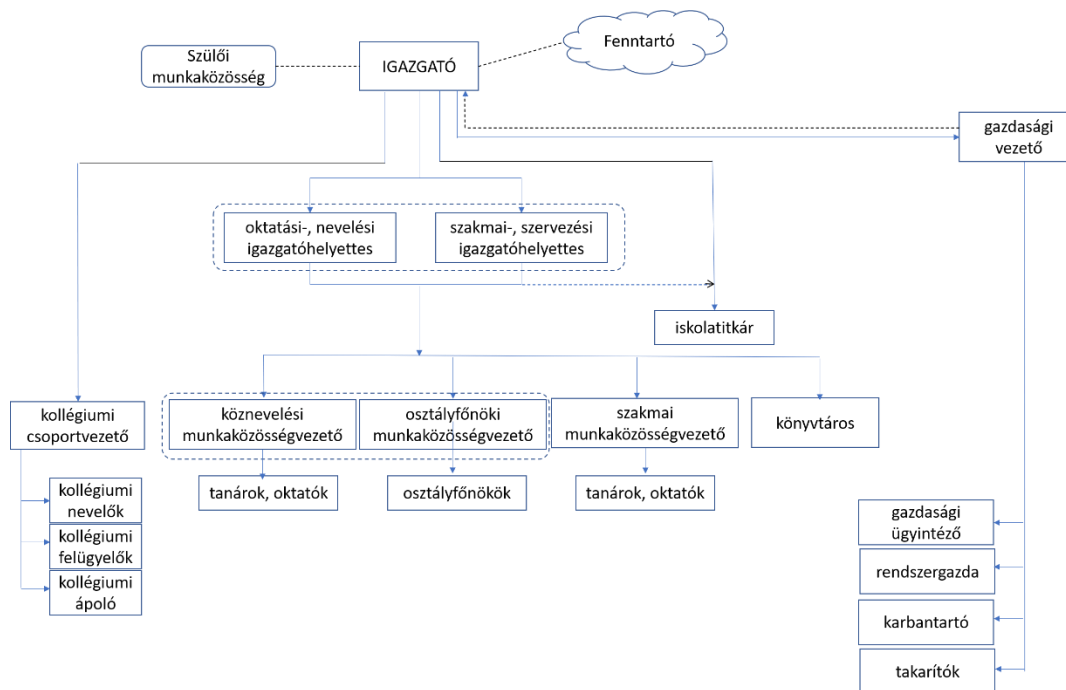 Fenntartó
Szülői
munkaközösség
IGAZGATÓ
gazdasági
vezető
oktatási-, nevelési
igazgatóhelyettes
szakmai-, szervezési
igazgatóhelyettes
iskolatitkár
kollégiumi
csoportvezető
köznevelési
munkaközösségvezető
osztályfőnöki
munkaközösségvezető
szakmai
munkaközösségvezető
könyvtáros
tanárok, oktatók
osztályfőnökök
tanárok, oktatók
kollégiumi
nevelők
kollégiumi
felügyelők
kollégiumi
ápoló
gazdasági
ügyintéző
rendszergazda
karbantartó
takarítók